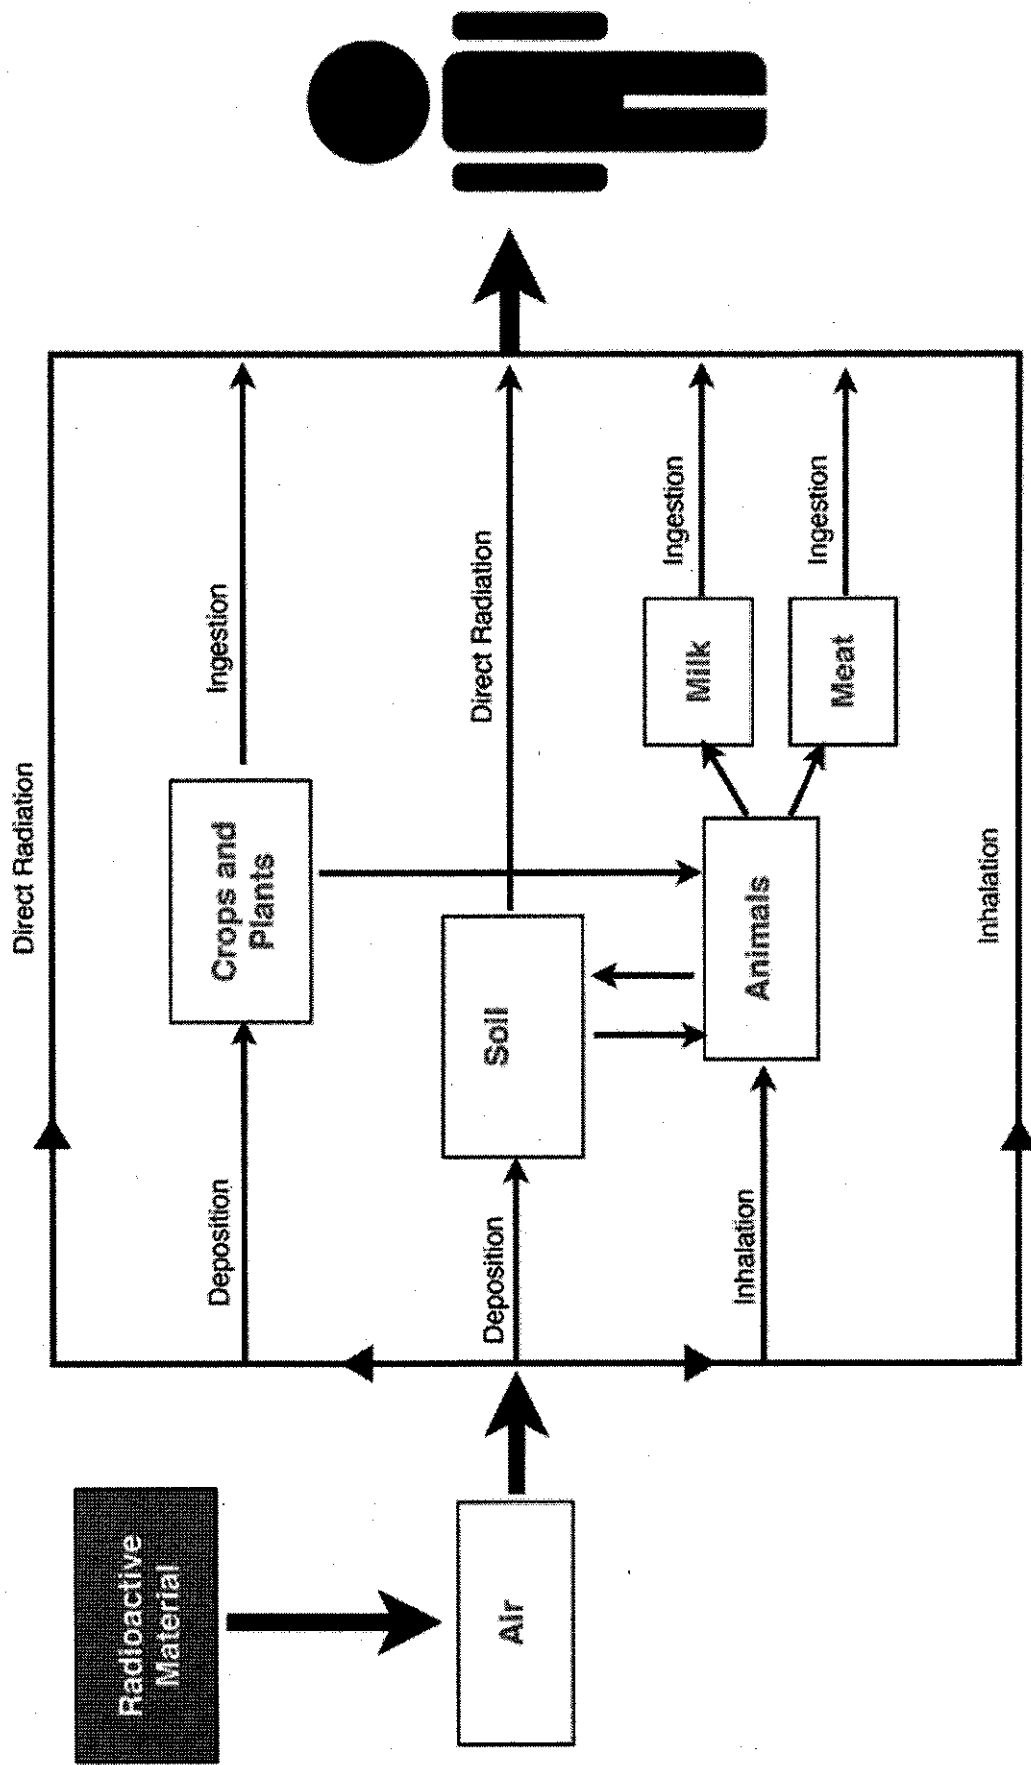 Radioactive
Material
Air
Direct Radiation
Deposition
Crops and
Plants
Ingestion
Deposition
Soil
Direct Radiation
Inhalation
Animals
Milk
Ingestion
Meat
Ingestion
Inhalation